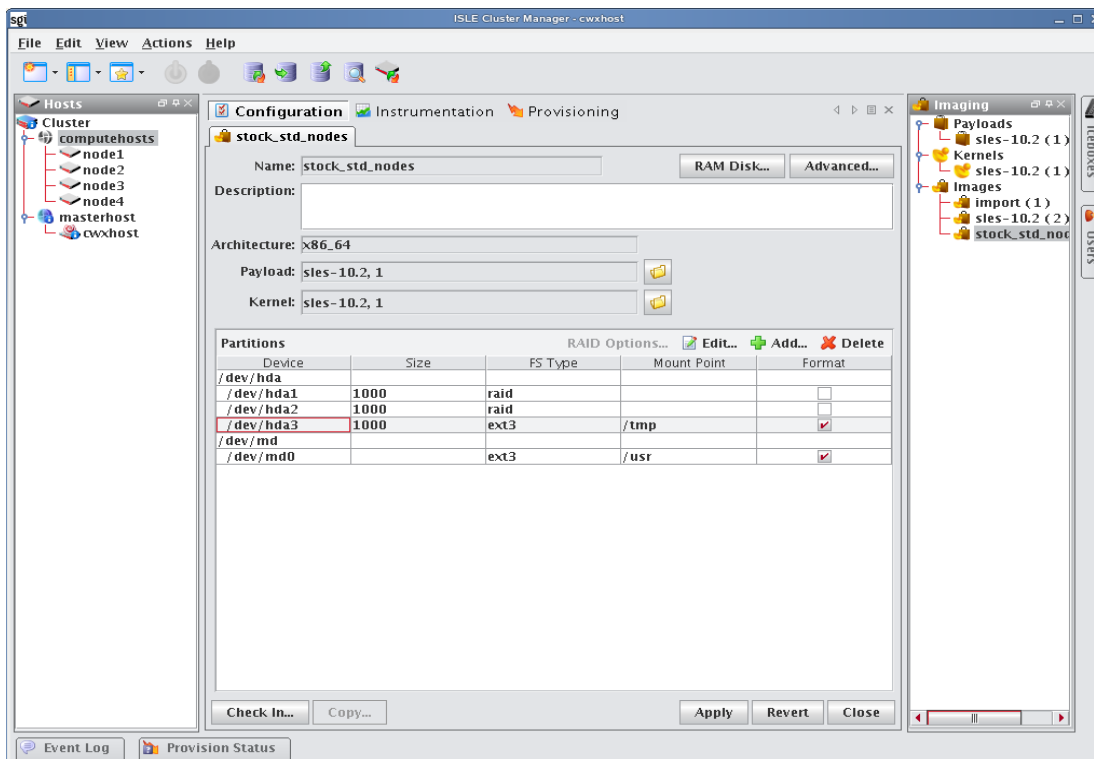 sgi ISLE Cluster Manager - cwxhost
File Edit View Actions Help
Hosts
Cluster
computehosts
node1
node2
node3
node4
masterhost
cwxhost
Configuration Instrumentation Provisioning
stock_std_nodes
Name: stock_std_nodes RAM Disk... Advanced...
Description:
Architecture: x86_64
Payload: sles-10.2, 1
Kernel: sles-10.2, 1
Partitions RAID Options... Edit... Add... Delete
Device Size FS Type Mount Point Format
/dev/hda
/dev/hda1 1000 raid
/dev/hda2 1000 raid
/dev/hda3 1000 ext3 /tmp
/dev/md
/dev/md0 ext3 /usr
Check In... Copy... Apply Revert Close
Imaging
Payloads
sles-10.2 (1)
Kernels
sles-10.2 (1)
Images
import (1)
sles-10.2 (2)
stock_std_nod
Iceboxes
Users
Event Log Provision Status